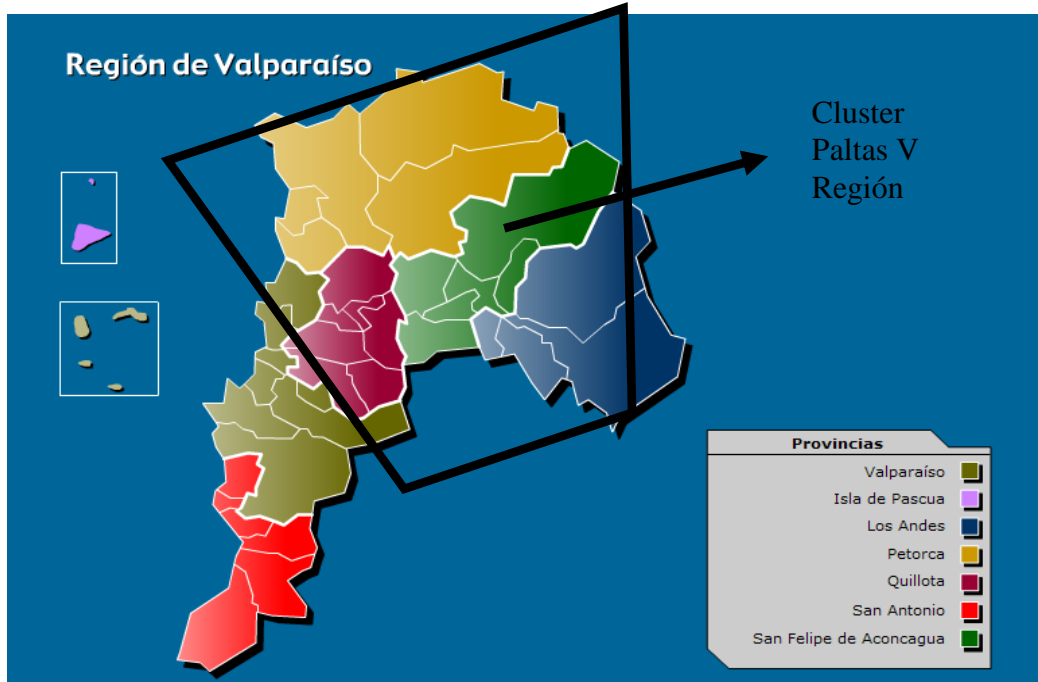 Región de Valparaíso
Cluster
Paltas V
Región
Provincias
Valparaíso
Isla de Pascua
Los Andes
Petorca
Quillota
San Antonio
San Felipe de Aconcagua